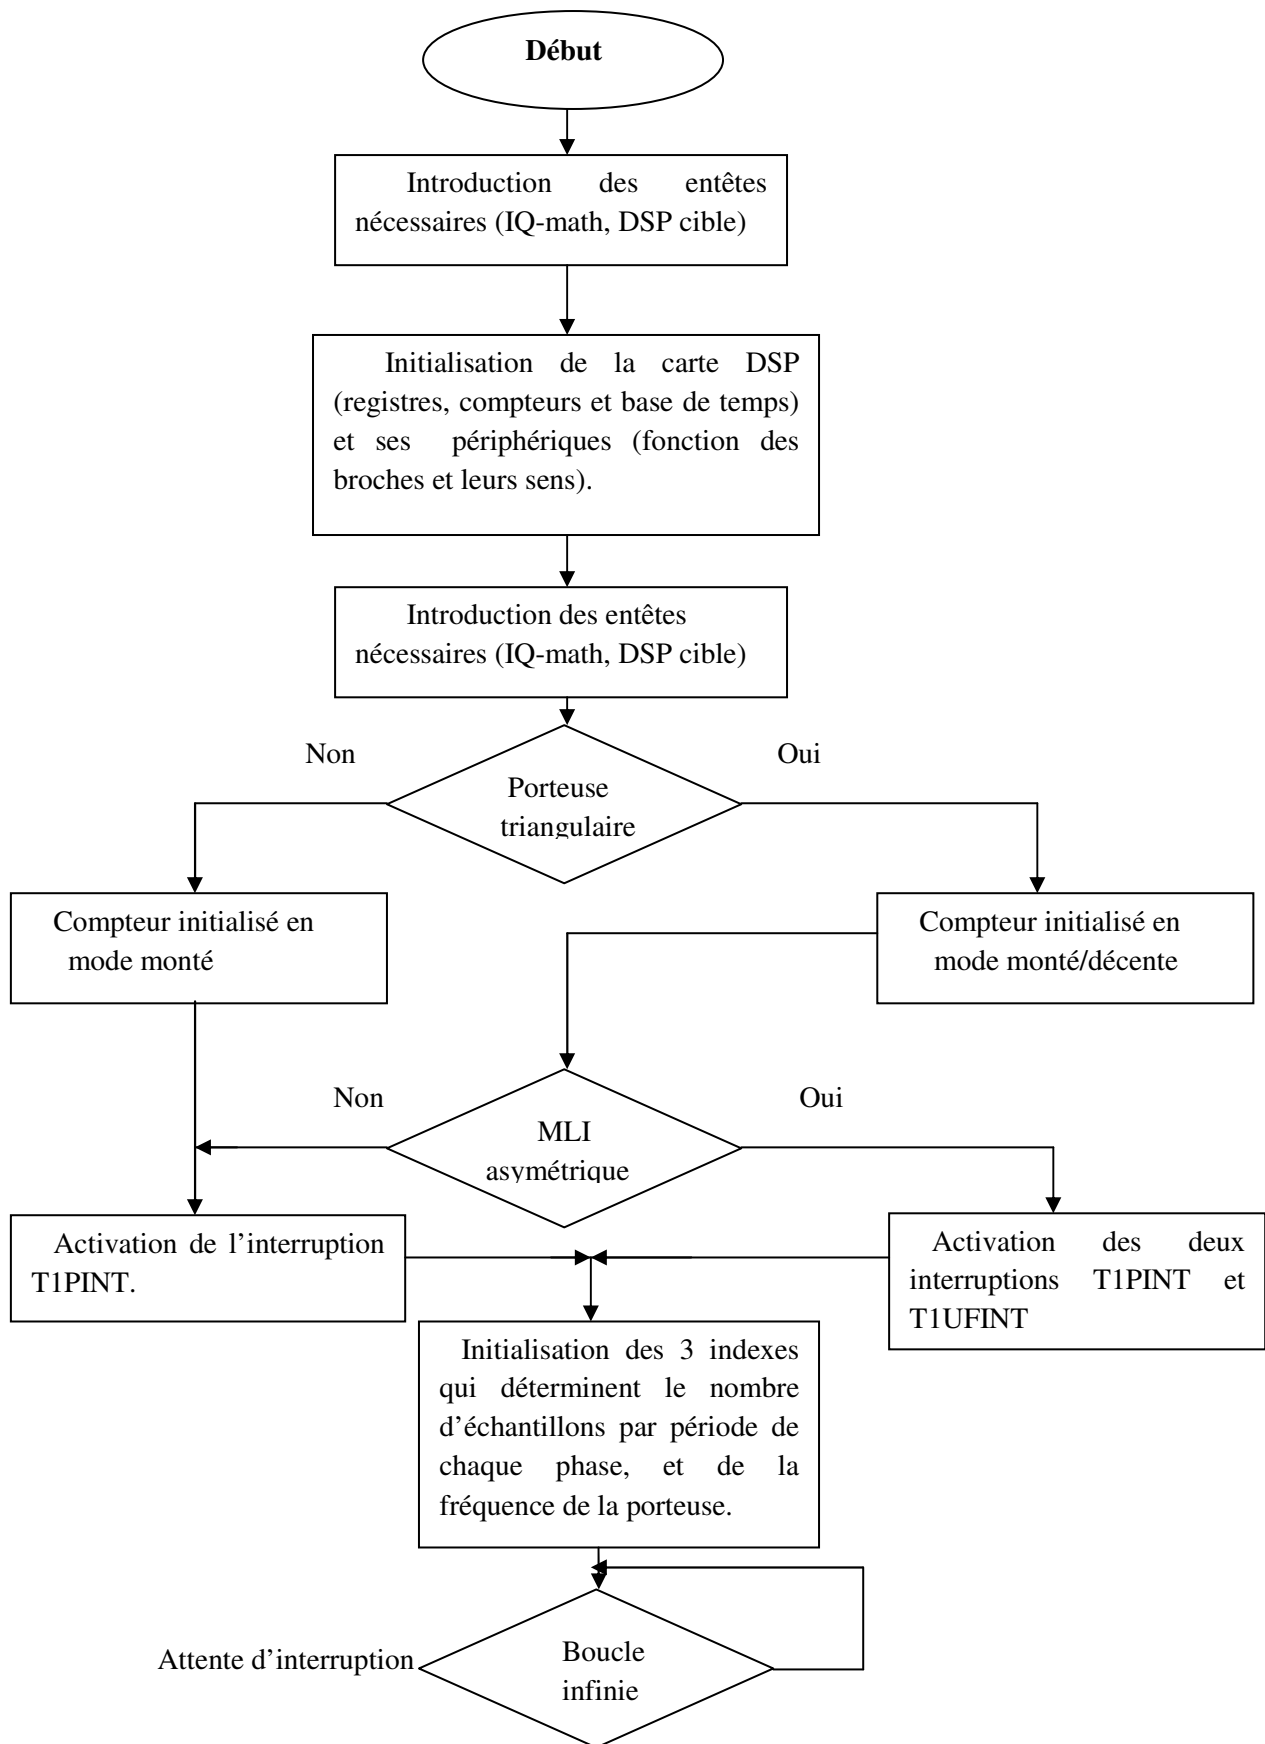 Début
Introduction des entêtes
nécessaires (IQ-math, DSP cible)
Initialisation de la carte DSP
(registres, compteurs et base de temps)
et ses périphériques (fonction des
broches et leurs sens).
Introduction des entêtes
nécessaires (IQ-math, DSP cible)
Non
Oui
Porteuse
triangulaire
Compteur initialisé en
mode monté
Compteur initialisé en
mode monté/décente
Non
Oui
MLI
asymétrique
Activation de l’interruption
T1PINT.
Activation des deux
interruptions T1PINT et
T1UFINT
Initialisation des 3 indexes
qui déterminent le nombre
d’échantillons par période de
chaque phase, et de la
fréquence de la porteuse.
Attente d’interruption
Boucle
infinie